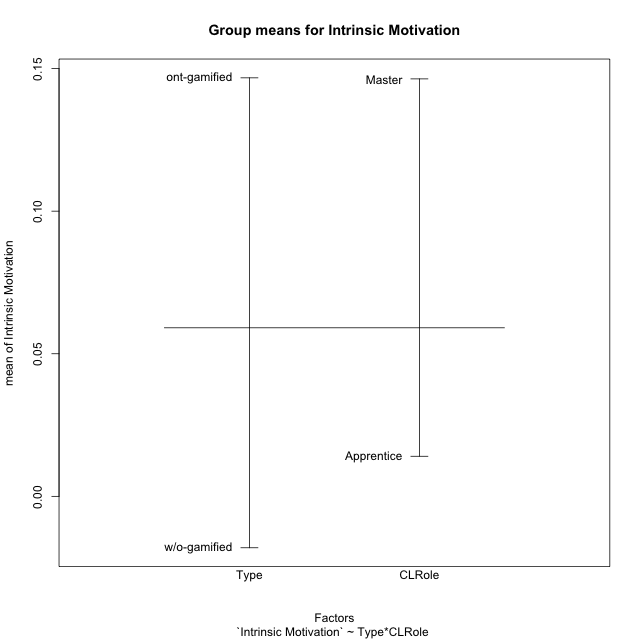 Group means for Intrinsic Motivation
mean of Intrinsic Motivation
0.15
0.10
0.05
0.00
ont-gamified
w/o-gamified
Master
Apprentice
Type
CLRole
Factors
`Intrinsic Motivation` ~ Type*CLRole